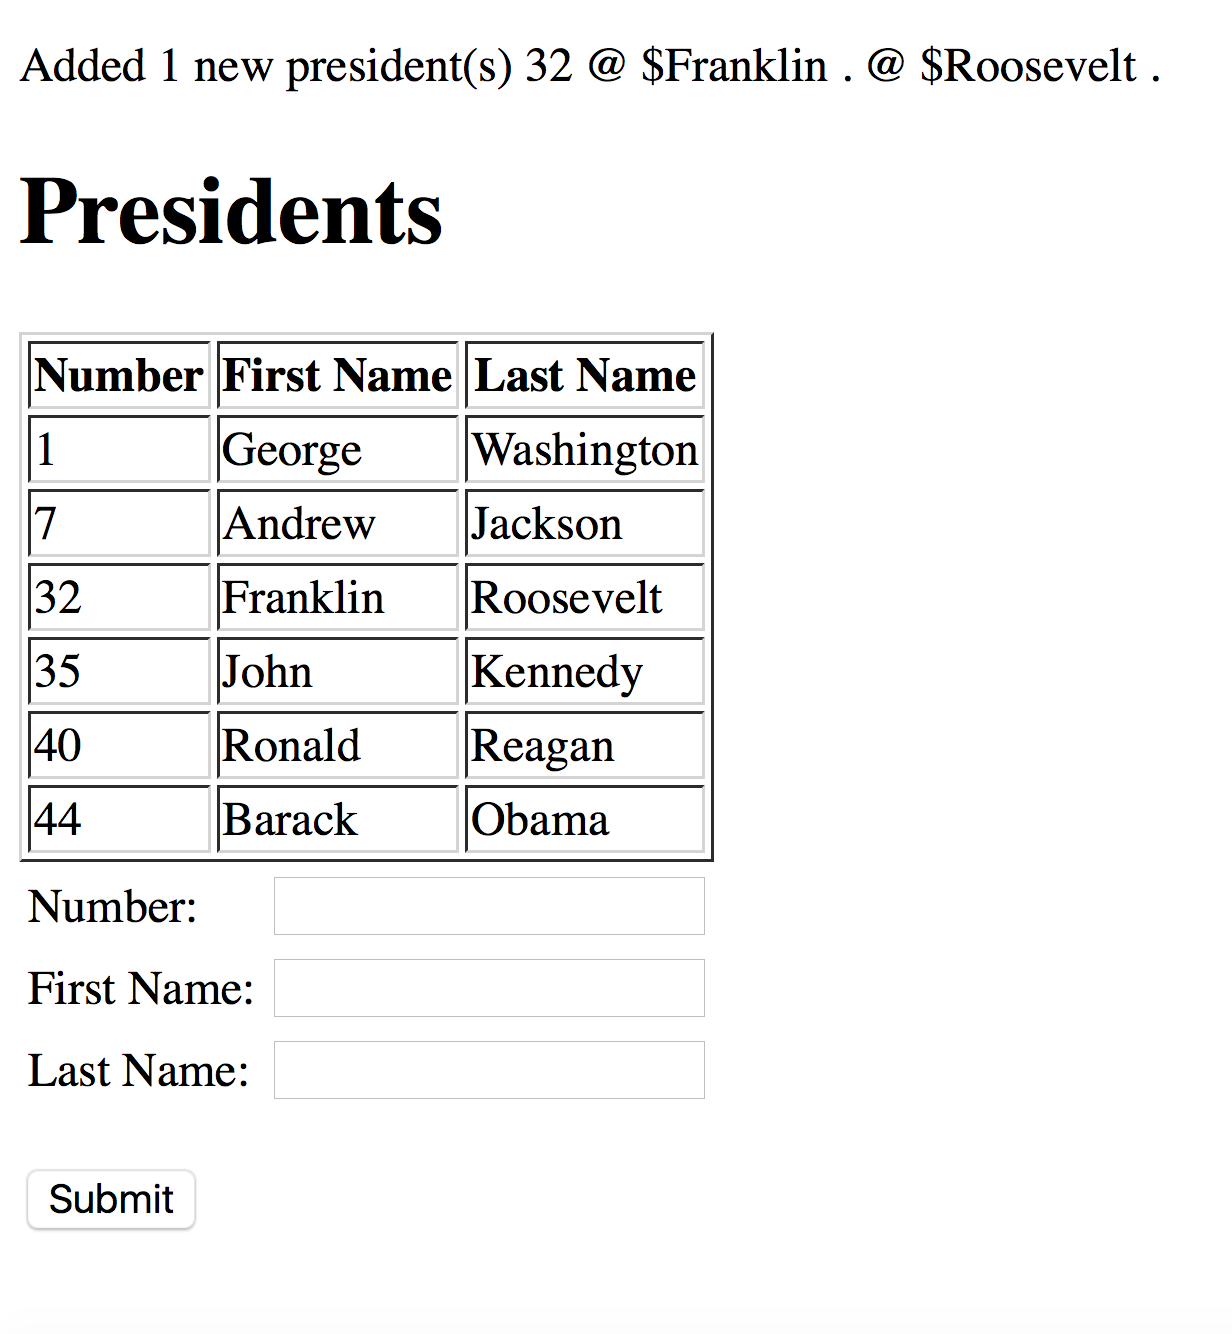 Added 1 new president(s) 32 @ $Franklin . @ $Roosevelt .
Presidents
Number First Name Last Name
1 George Washington
7 Andrew Jackson
32 Franklin Roosevelt
35 John Kennedy
40 Ronald Reagan
44 Barack Obama
Number:
First Name:
Last Name:
Submit